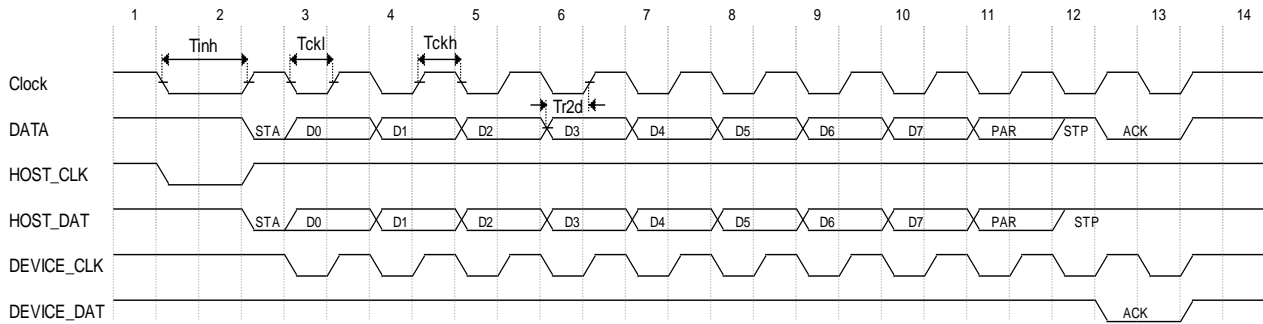 1 2 3 4 5 6 7 8 9 10 11 12 13 14
Tinh Tckl Tckh
Clock
Tr2d
DATA STA D0 D1 D2 D3 D4 D5 D6 D7 PAR STP ACK
HOST_CLK
HOST_DAT STA D0 D1 D2 D3 D4 D5 D6 D7 PAR STP
DEVICE_CLK
DEVICE_DAT ACK